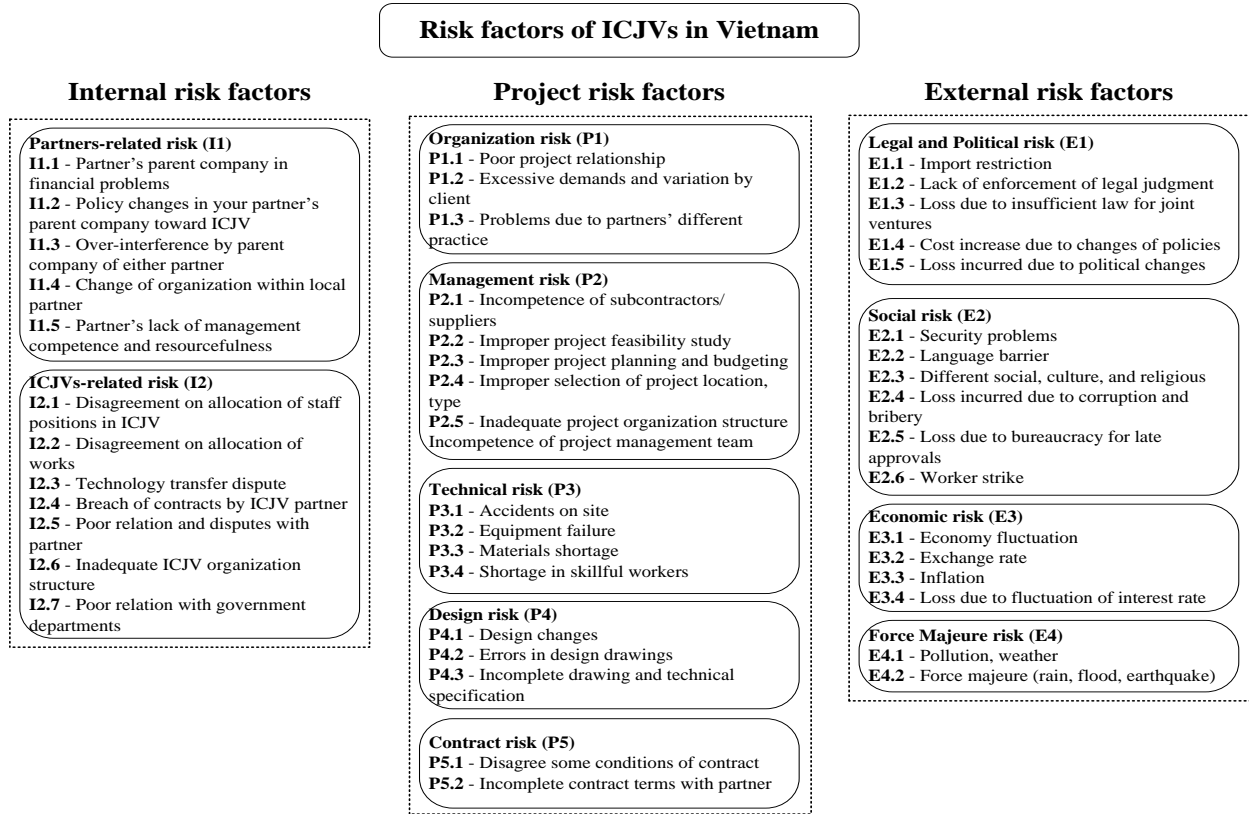 Risk factors of ICJVs in Vietnam
Internal risk factors
Partners-related risk (I1)
I1.1 - Partner's parent company in
financial problems
I1.2 - Policy changes in your partner's
parent company toward ICJV
I1.3 - Over-interference by parent
company of either partner
I1.4 - Change of organization within local
partner
I1.5 - Partner's lack of management
competence and resourcefulness
ICJVs-related risk (I2)
I2.1 - Disagreement on allocation of staff
positions in ICJV
I2.2 - Disagreement on allocation of
works
I2.3 - Technology transfer dispute
I2.4 - Breach of contracts by ICJV partner
I2.5 - Poor relation and disputes with
partner
I2.6 - Inadequate ICJV organization
structure
I2.7 - Poor relation with government
departments
Project risk factors
Organization risk (P1)
P1.1 - Poor project relationship
P1.2 - Excessive demands and variation by
client
P1.3 - Problems due to partners' different
practice
Management risk (P2)
P2.1 - Incompetence of subcontractors/
suppliers
P2.2 - Improper project feasibility study
P2.3 - Improper project planning and budgeting
P2.4 - Improper selection of project location,
type
P2.5 - Inadequate project organization structure
Incompetence of project management team
Technical risk (P3)
P3.1 - Accidents on site
P3.2 - Equipment failure
P3.3 - Materials shortage
P3.4 - Shortage in skillful workers
Design risk (P4)
P4.1 - Design changes
P4.2 - Errors in design drawings
P4.3 - Incomplete drawing and technical
specification
Contract risk (P5)
P5.1 - Disagree some conditions of contract
P5.2 - Incomplete contract terms with partner
External risk factors
Legal and Political risk (E1)
E1.1 - Import restriction
E1.2 - Lack of enforcement of legal judgment
E1.3 - Loss due to insufficient law for joint
ventures
E1.4 - Cost increase due to changes of policies
E1.5 - Loss incurred due to political changes
Social risk (E2)
E2.1 - Security problems
E2.2 - Language barrier
E2.3 - Different social, culture, and religious
E2.4 - Loss incurred due to corruption and
bribery
E2.5 - Loss due to bureaucracy for late
approvals
E2.6 - Worker strike
Economic risk (E3)
E3.1 - Economy fluctuation
E3.2 - Exchange rate
E3.3 - Inflation
E3.4 - Loss due to fluctuation of interest rate
Force Majeure risk (E4)
E4.1 - Pollution, weather
E4.2 - Force majeure (rain, flood, earthquake)